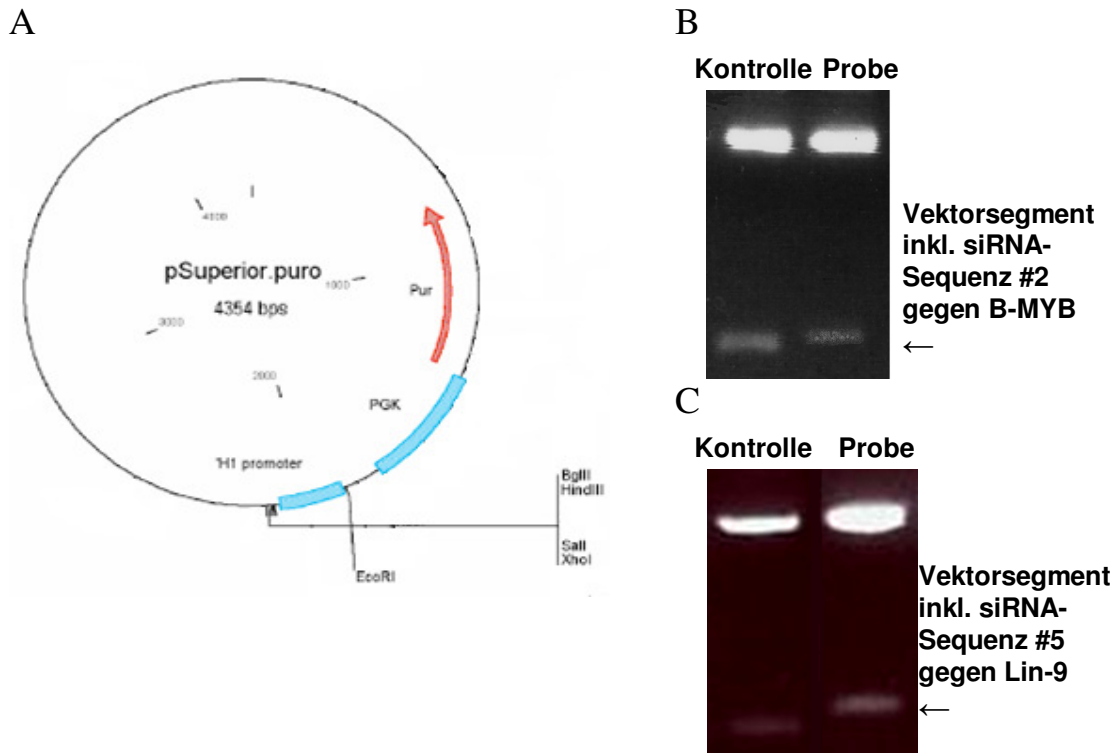 A
pSuperior.puro
4354 bps
1000
2000
3000
Pur
PGK
'H1 promoter
BglII
HindIII
SalI
XhoI
EcoRI
B
Kontrolle Probe
Vektorsegment
inkl. siRNA-
Sequenz #2
gegen B-MYB
←
C
Kontrolle Probe
Vektorsegment
inkl. siRNA-
Sequenz #5
gegen Lin-9
←